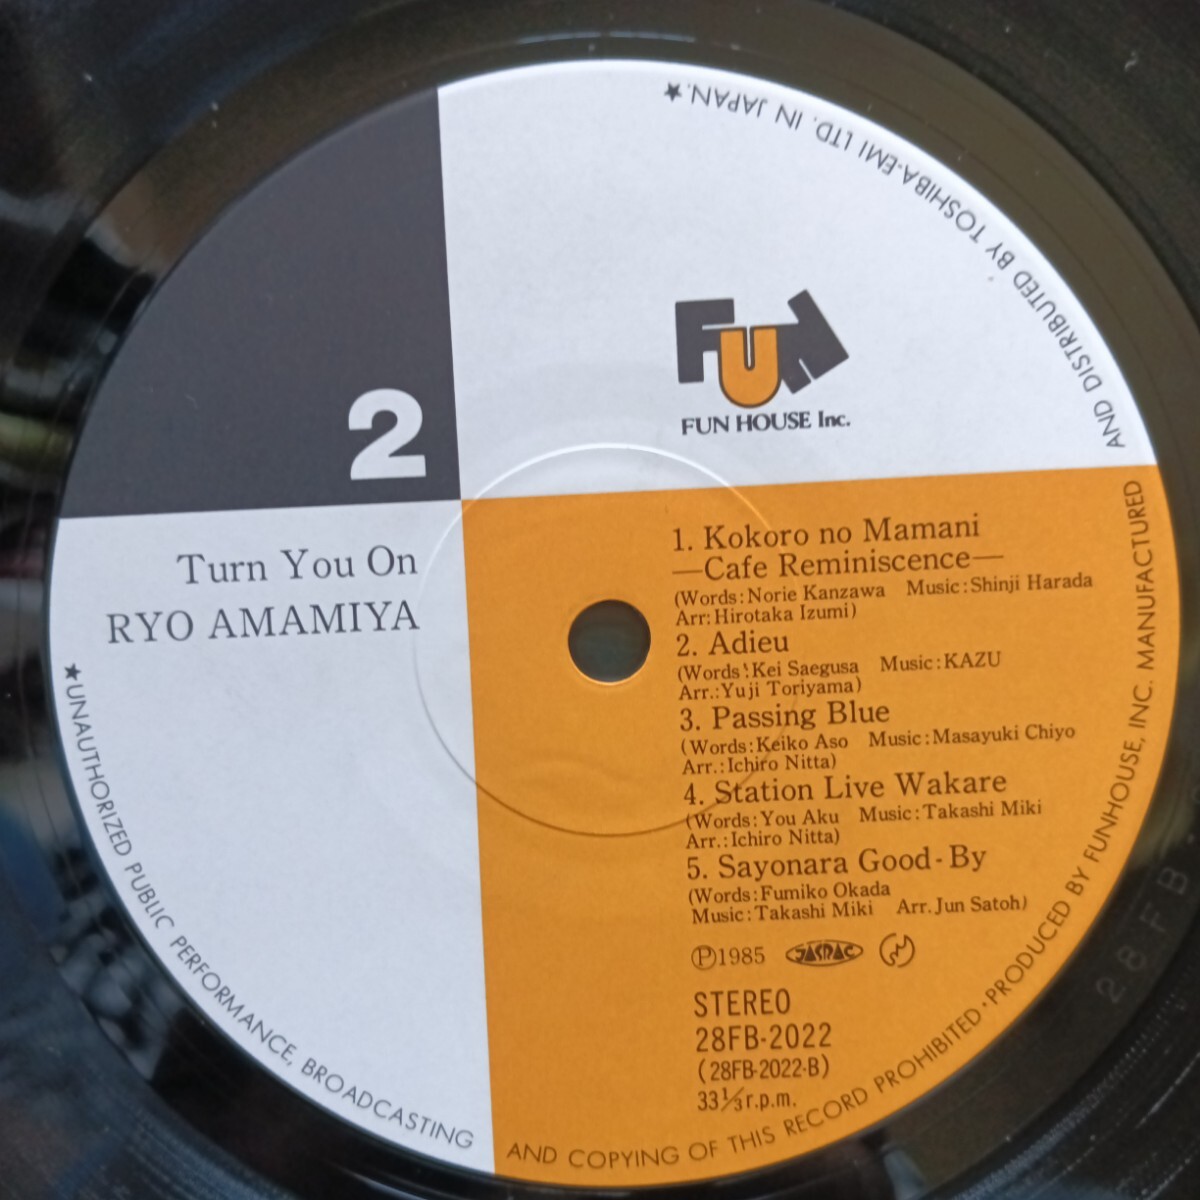 2
Turn You On
RYO AMAMIYA
FUN
FUN HOUSE Inc.
1. Kokoro no Mamani
—Cafe Reminiscence—
(Words:Norie Kanzawa Music:Shinji Harada
Arr:Hirotaka Izumi)
2. Adieu
(Words:Kei Saegusa Music:KAZU
Arr.:Yuji Toriyama)
3. Passing Blue
(Words:Keiko Aso Music:Masayuki Chiyo
Arr.:Ichiro Nitta)
4. Station Live Wakare
(Words:You Aku Music:Takashi Miki
Arr.:Ichiro Nitta)
5. Sayonara Good-By
(Words:Fumiko Okada
Music:Takashi Miki Arr.Jun Satoh)
Ⓟ1985 JASRAC
STEREO
28FB-2022
(28FB-2022-B)
33⅓r.p.m.
★UNAUTHORIZED PUBLIC PERFORMANCE, BROADCASTING AND COPYING OF THIS RECORD PROHIBITED·PRODUCED BY FUNHOUSE, INC. MANUFACTURED AND DISTRIBUTED BY TOSHIBA-EMI LTD. IN JAPAN.★
28FB